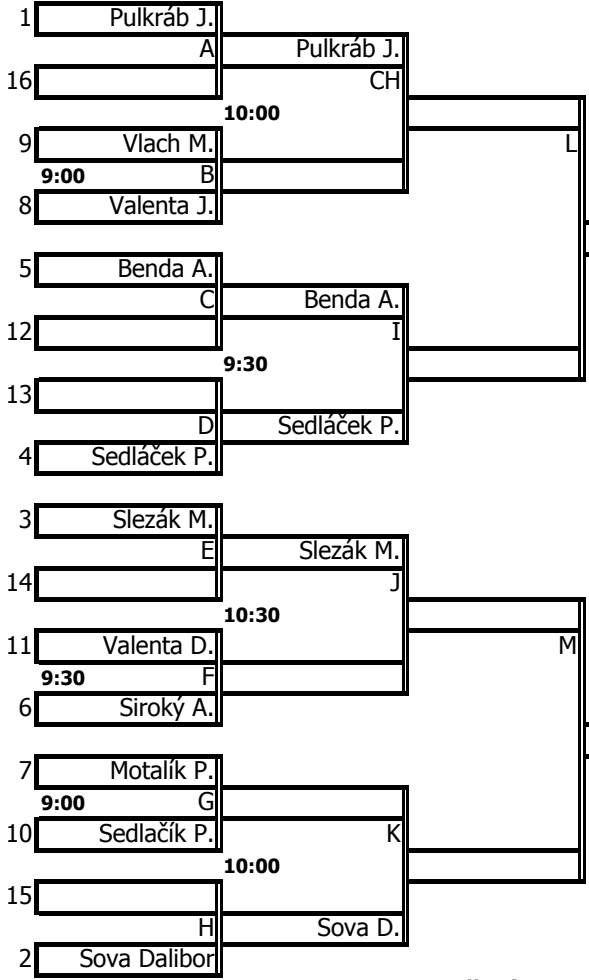 1 Pulkráb J.
A Pulkráb J.
16 CH
10:00
9 Vlach M. L
9:00 B
8 Valenta J.
5 Benda A.
C Benda A.
12 I
9:30
13
D Sedláček P.
4 Sedláček P.
3 Slezák M.
E Slezák M.
14 J
10:30
11 Valenta D. M
9:30 F
6 Siroký A.
7 Motalík P.
9:00 G
10 Sedlačík P. K
10:00
15
H Sova D.
2 Sova Dalibor